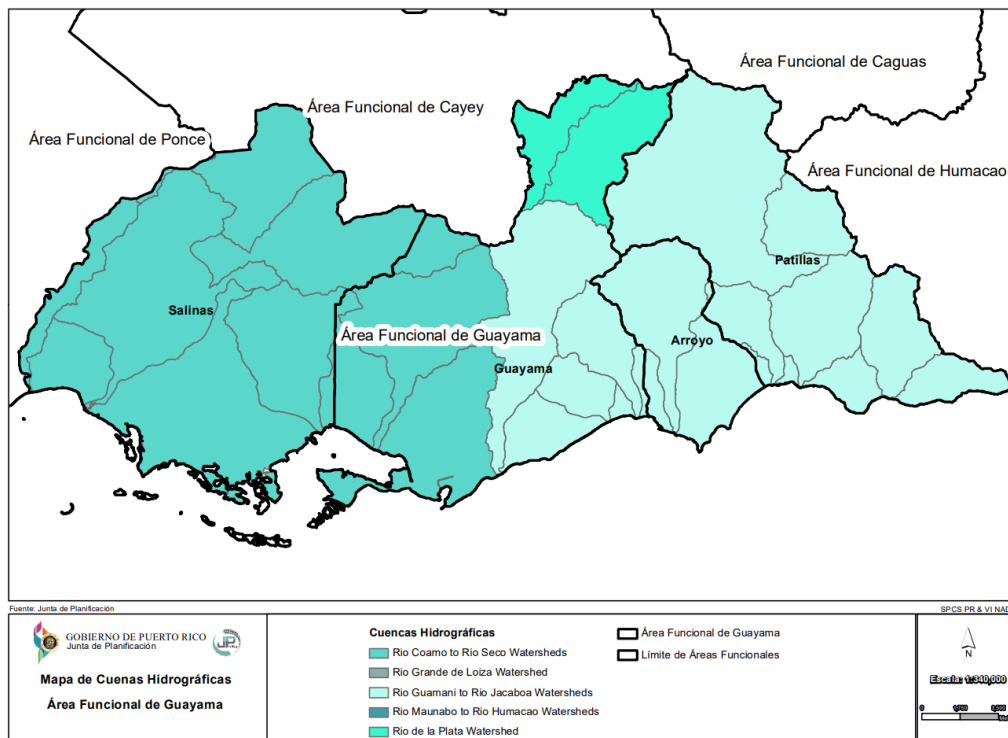 Área Funcional de Caguas
Área Funcional de Cayey
Área Funcional de Ponce
Área Funcional de Humacao
Patillas
Salinas
Área Funcional de Guayama
Arroyo
Guayama
Fuente: Junta de Planificación
SPCS PR & VI NAD
GOBIERNO DE PUERTO RICO
Junta de Planificación
Mapa de Cuenas Hidrográficas
Área Funcional de Guayama
Cuencas Hidrográficas
Rio Coamo to Rio Seco Watersheds
Rio Grande de Loiza Watershed
Rio Guamani to Rio Jacaboa Watersheds
Rio Maunabo to Rio Humacao Watersheds
Rio de la Plata Watershed
Área Funcional de Guayama
Límite de Áreas Funcionales
N
Escala: 1:340,000
0